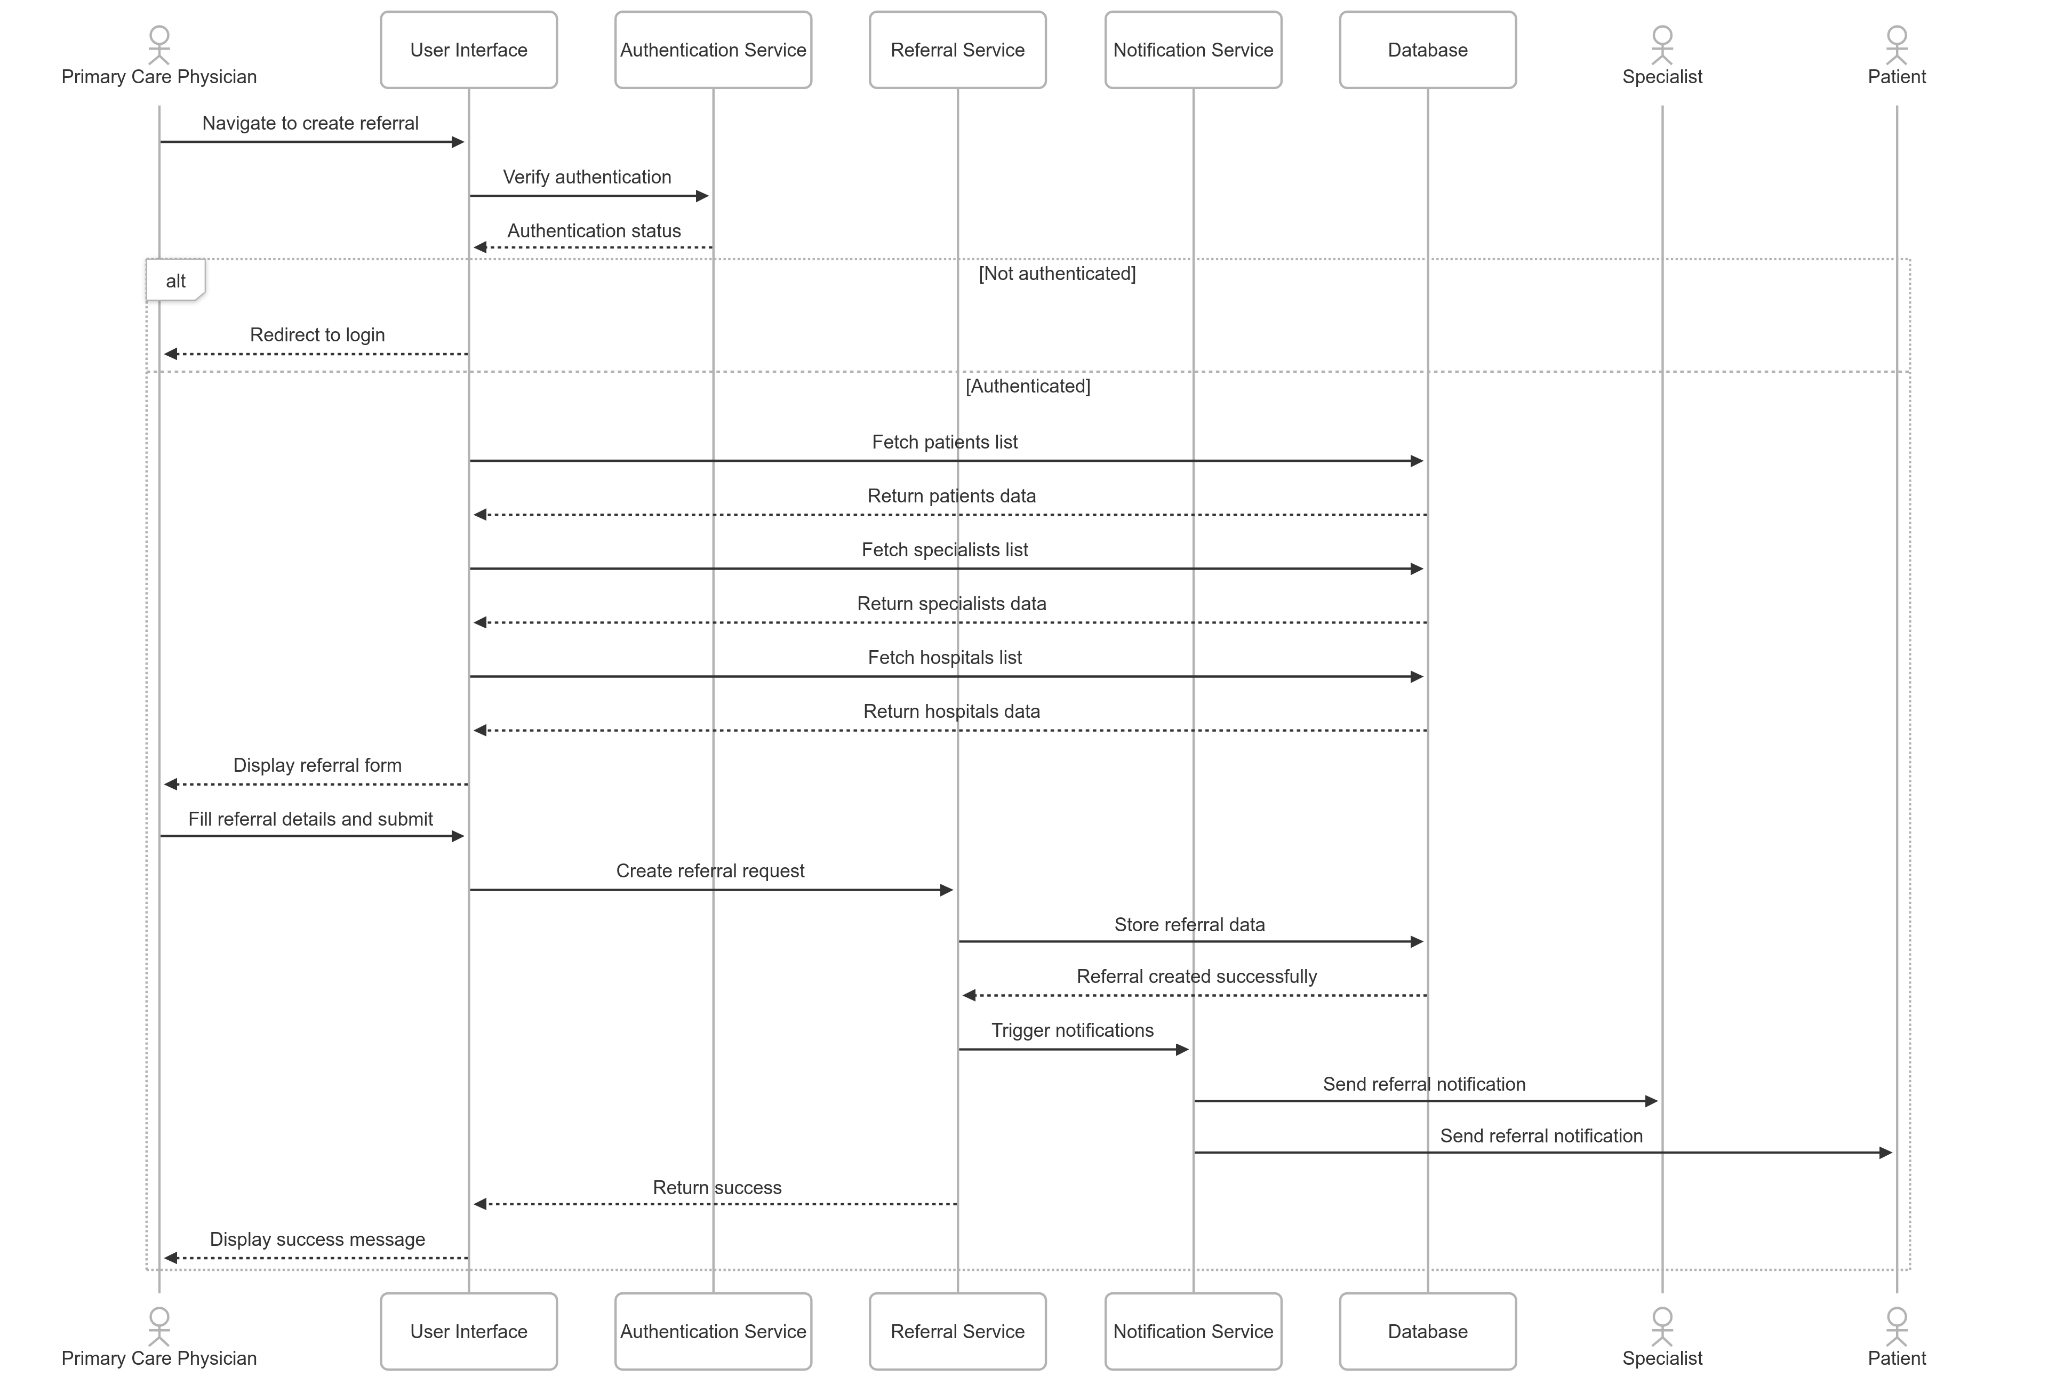 Primary Care Physician
User Interface
Authentication Service
Referral Service
Notification Service
Database
Specialist
Patient
Navigate to create referral
Verify authentication
Authentication status
alt
[Not authenticated]
Redirect to login
[Authenticated]
Fetch patients list
Return patients data
Fetch specialists list
Return specialists data
Fetch hospitals list
Return hospitals data
Display referral form
Fill referral details and submit
Create referral request
Store referral data
Referral created successfully
Trigger notifications
Send referral notification
Send referral notification
Return success
Display success message
Primary Care Physician
User Interface
Authentication Service
Referral Service
Notification Service
Database
Specialist
Patient